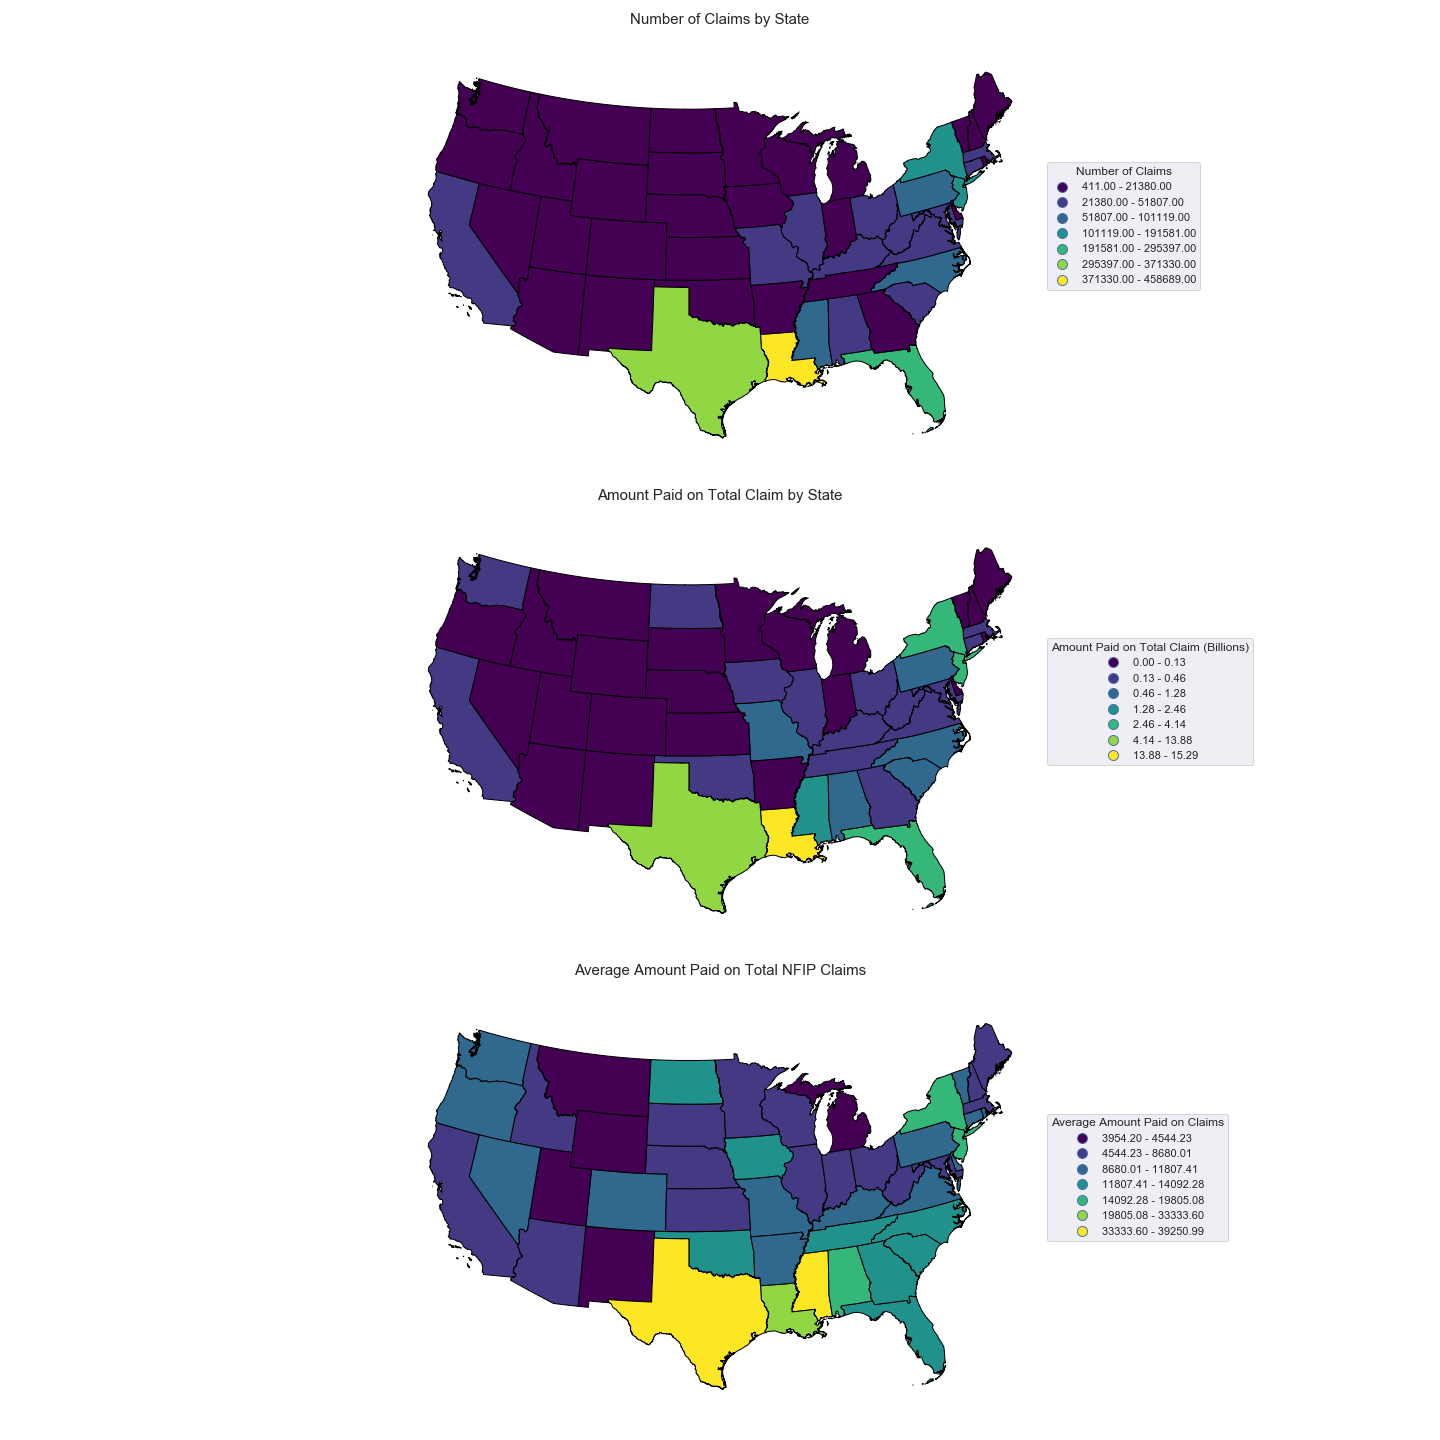 Number of Claims by State
Number of Claims
411.00 - 21380.00
21380.00 - 51807.00
51807.00 - 101119.00
101119.00 - 191581.00
191581.00 - 295397.00
295397.00 - 371330.00
371330.00 - 458689.00
Amount Paid on Total Claim by State
Amount Paid on Total Claim (Billions)
0.00 - 0.13
0.13 - 0.46
0.46 - 1.28
1.28 - 2.46
2.46 - 4.14
4.14 - 13.88
13.88 - 15.29
Average Amount Paid on Total NFIP Claims
Average Amount Paid on Claims
3954.20 - 4544.23
4544.23 - 8680.01
8680.01 - 11807.41
11807.41 - 14092.28
14092.28 - 19805.08
19805.08 - 33333.60
33333.60 - 39250.99